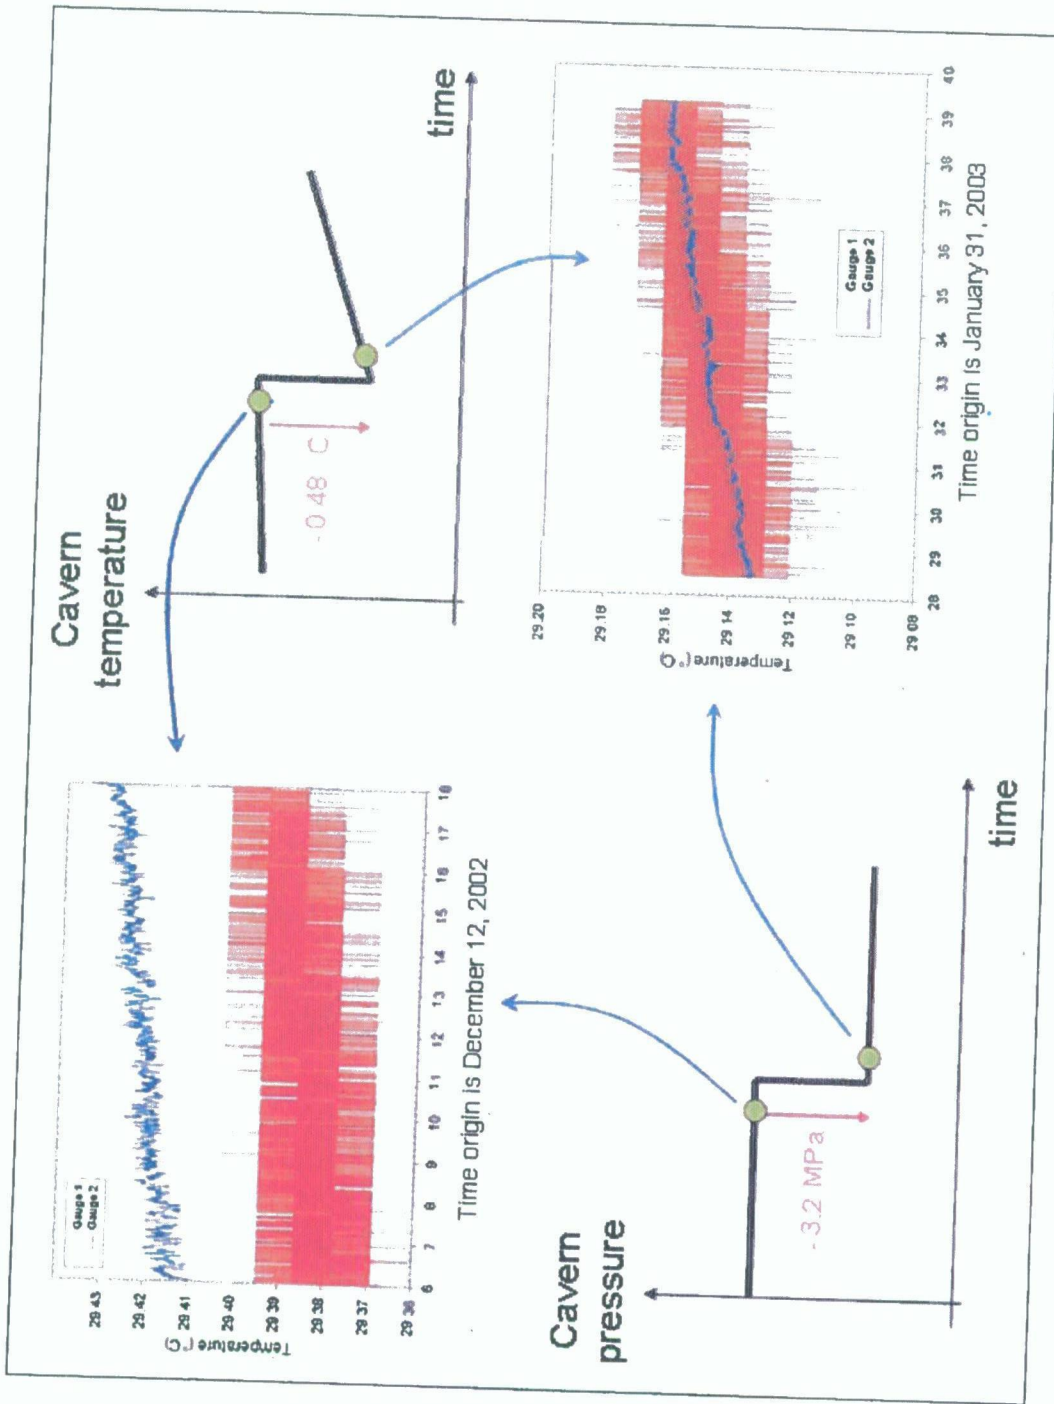 Cavern
temperature
time
- 0 48 C
29 43
29 42
29 41
29 40
29 39
29 38
29 37
29 36
Temperature (°C)
Gauge 1
Gauge 2
6 7 8 9 10 11 12 13 14 15 16 17 18
Time origin is December 12, 2002
29.20
29.18
29.16
29 14
29 12
29 10
29 08
Temperature (°C)
Gauge 1
Gauge 2
28 29 30 31 32 33 34 35 36 37 38 39 40
Time origin is January 31, 2003
Cavern
pressure
- 3.2 MPa
time